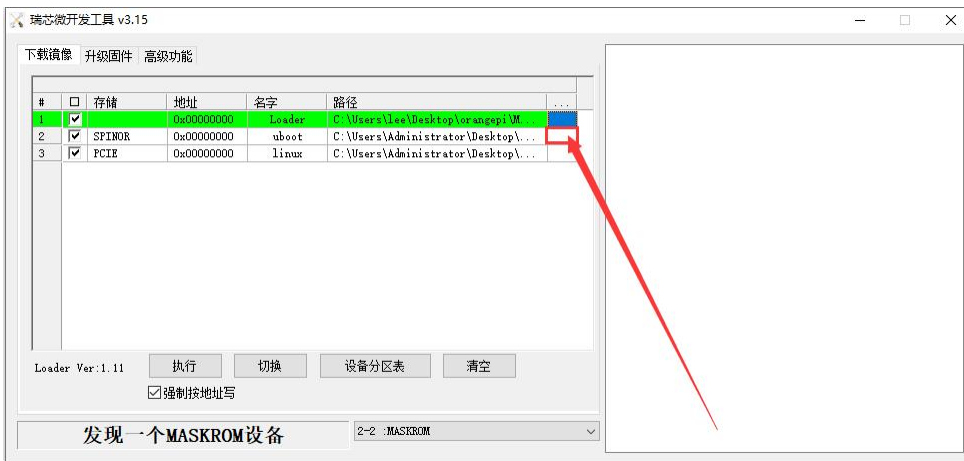 瑞芯微开发工具 v3.15
下载镜像 升级固件 高级功能
# 存储 地址 名字 路径 ...
1 0x00000000 Loader C:\Users\lee\Desktop\orangepi\M...
2 SPINOR 0x00000000 uboot C:\Users\Administrator\Desktop\...
3 PCIE 0x00000000 linux C:\Users\Administrator\Desktop\...
Loader Ver:1.11 执行 切换 设备分区表 清空
强制按地址写
发现一个MASKROM设备 2-2 :MASKROM